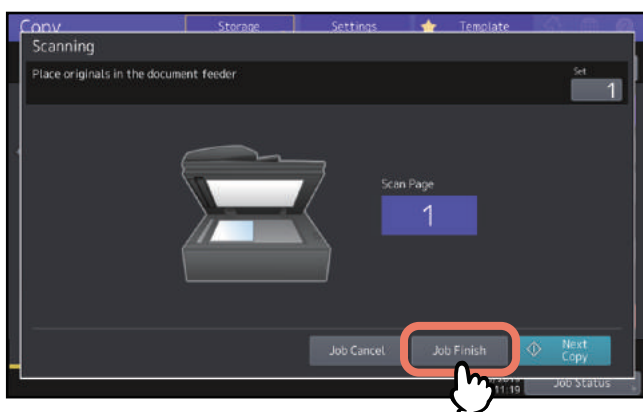 Copy
Storage
Settings
Template
Scanning
Place originals in the document feeder
Set
1
Scan Page
1
Job Cancel
Job Finish
Next
Copy
11:19
Job Status